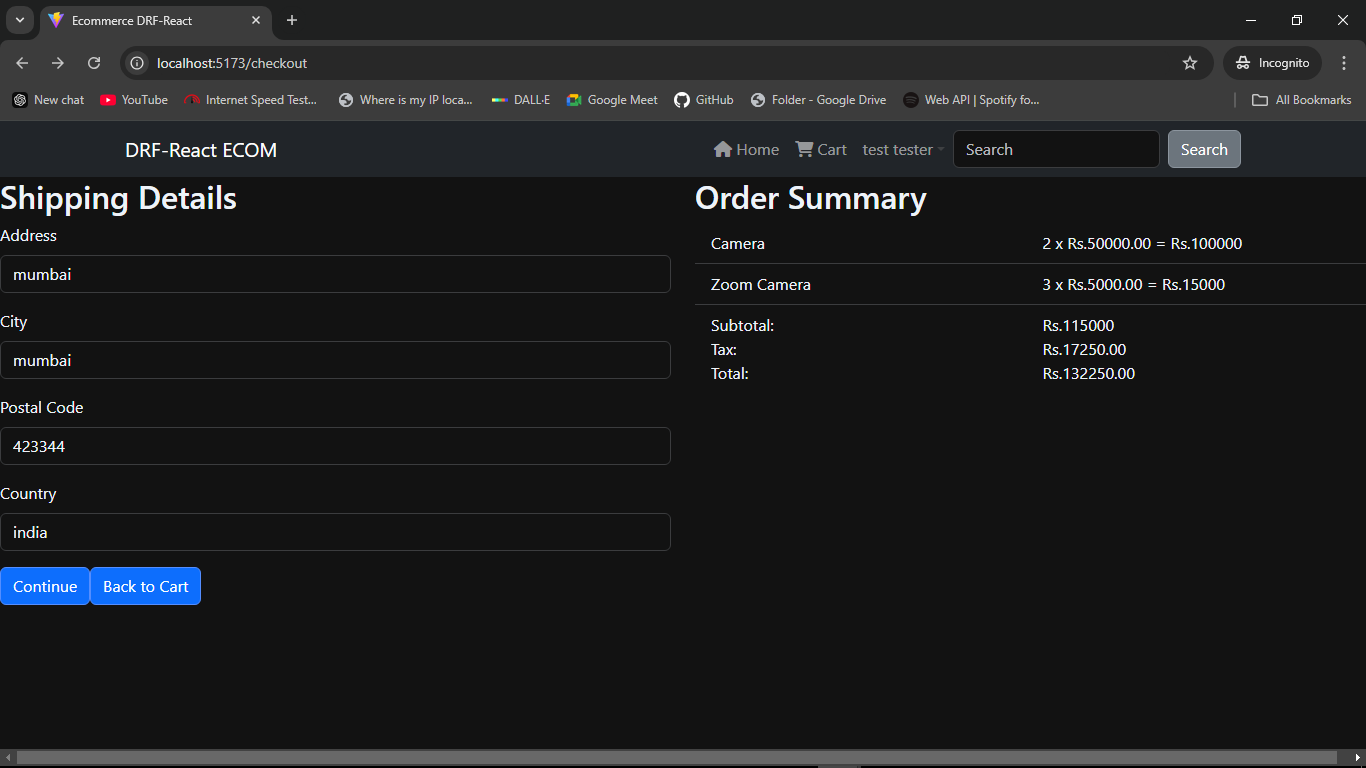 Ecommerce DRF-React
localhost:5173/checkout
Incognito
New chat YouTube Internet Speed Test... Where is my IP loca... DALL·E Google Meet GitHub Folder - Google Drive Web API | Spotify fo... All Bookmarks
DRF-React ECOM Home Cart test tester Search Search
Shipping Details
Address
mumbai
City
mumbai
Postal Code
423344
Country
india
Continue Back to Cart
Order Summary
Camera 2 x Rs.50000.00 = Rs.100000
Zoom Camera 3 x Rs.5000.00 = Rs.15000
Subtotal: Rs.115000
Tax: Rs.17250.00
Total: Rs.132250.00